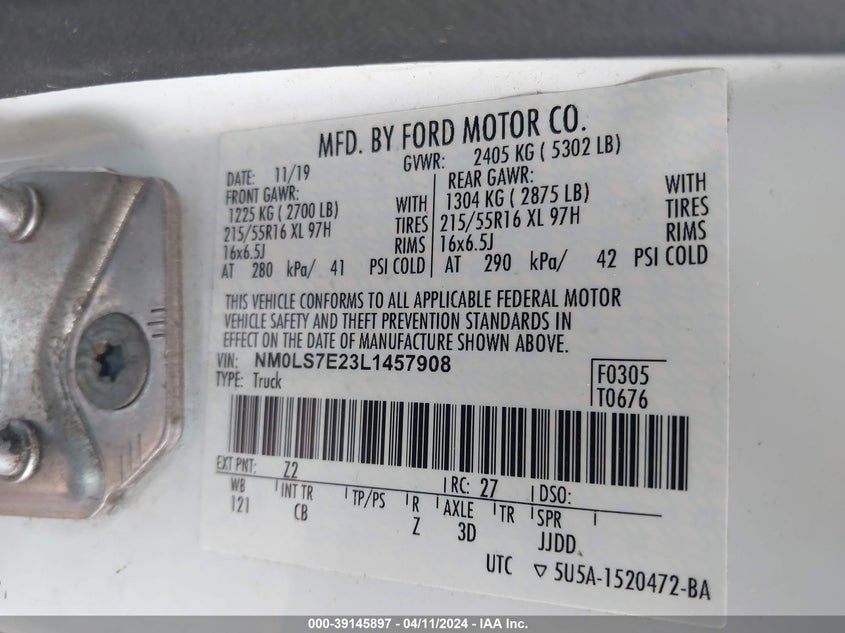 MFD. BY FORD MOTOR CO.
DATE: 11/19 GVWR: 2405 KG ( 5302 LB)
FRONT GAWR: REAR GAWR:
1225 KG ( 2700 LB) WITH 1304 KG ( 2875 LB) WITH
215/55R16 XL 97H TIRES 215/55R16 XL 97H TIRES
16x6.5J RIMS 16x6.5J RIMS
AT 280 kPa/ 41 PSI COLD AT 290 kPa/ 42 PSI COLD
THIS VEHICLE CONFORMS TO ALL APPLICABLE FEDERAL MOTOR
VEHICLE SAFETY AND THEFT PREVENTION STANDARDS IN
EFFECT ON THE DATE OF MANUFACTURE SHOWN ABOVE.
VIN: NM0LS7E23L1457908
TYPE: Truck
F0305
T0676
EXT PNT: Z2 RC: 27 DSO:
WB INT TR TP/PS R AXLE TR SPR
121 CB Z 3D JJDD
UTC ▽ 5U5A-1520472-BA
000-39145897 - 04/11/2024 - IAA Inc.